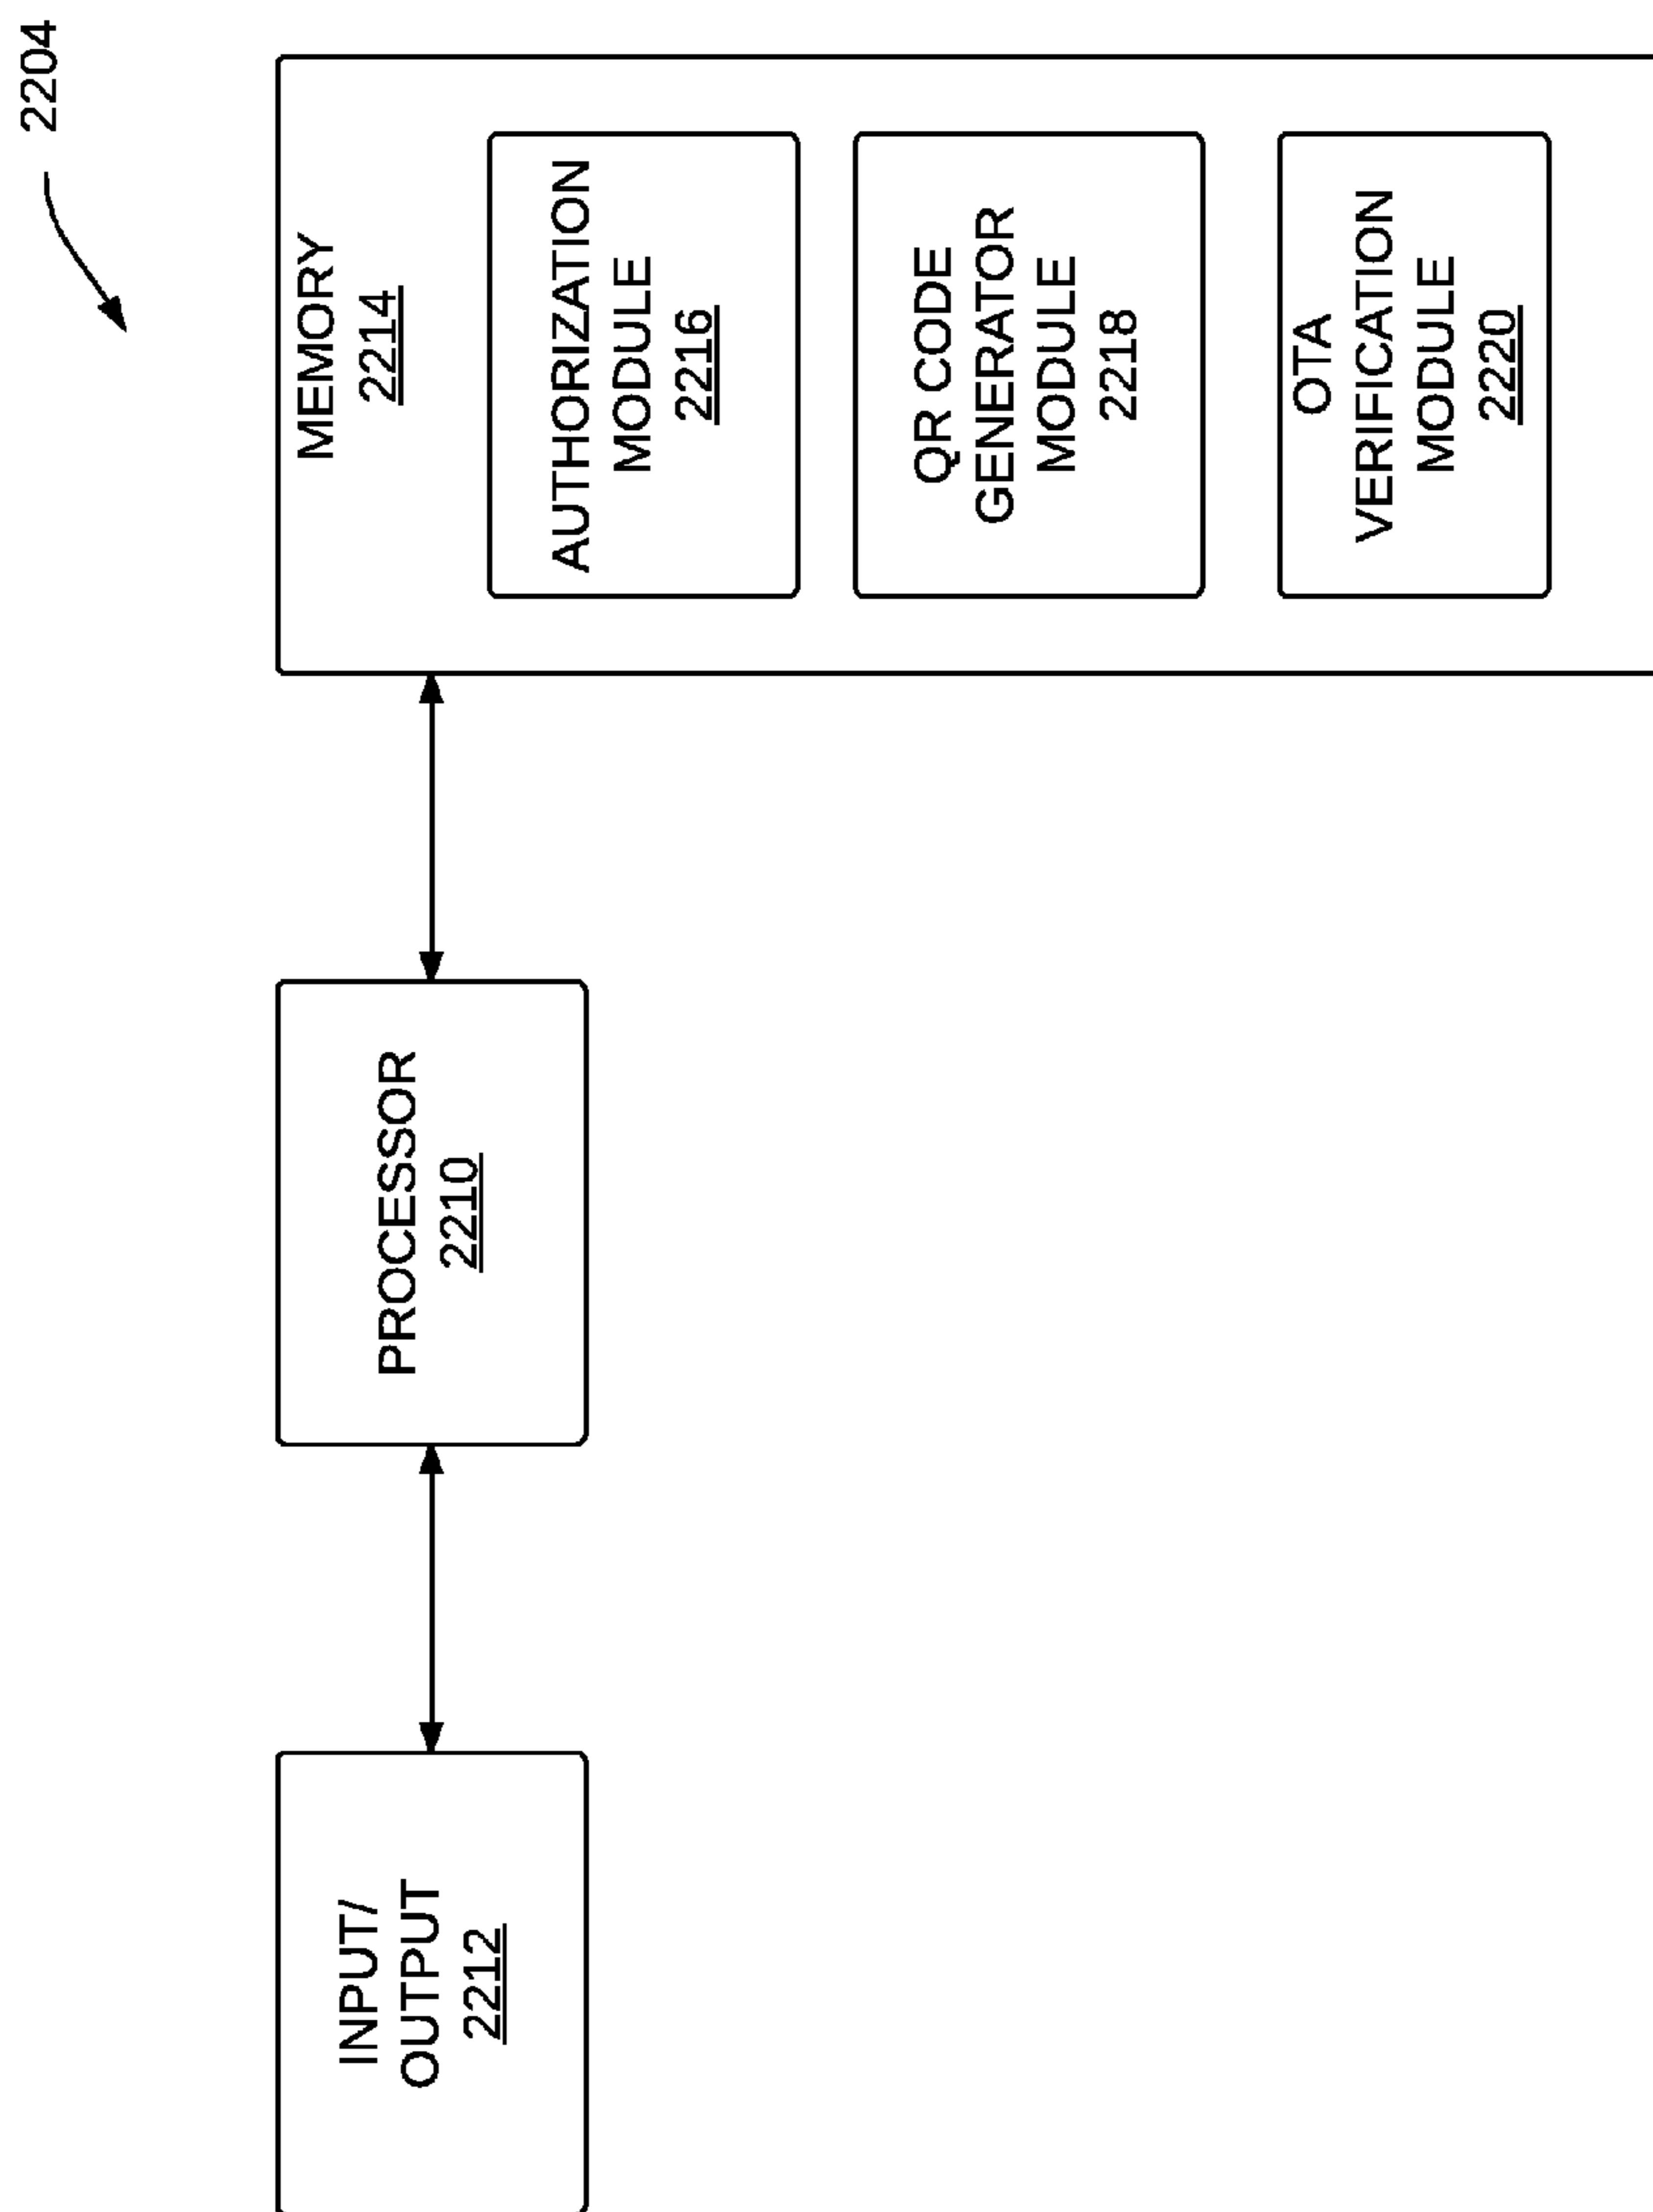 2204
INPUT/
OUTPUT
2212
PROCESSOR
2210
MEMORY
2214
AUTHORIZATION
MODULE
2216
QR CODE
GENERATOR
MODULE
2218
OTA
VERIFICATION
MODULE
2220